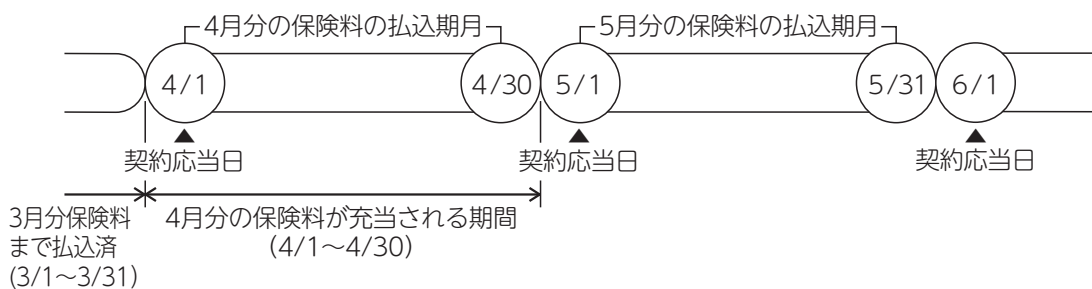 4月分の保険料の払込期月
5月分の保険料の払込期月
4/1
4/30
5/1
5/31
6/1
契約応当日
契約応当日
契約応当日
3月分保険料
まで払込済
(3/1～3/31)
4月分の保険料が充当される期間
(4/1～4/30)